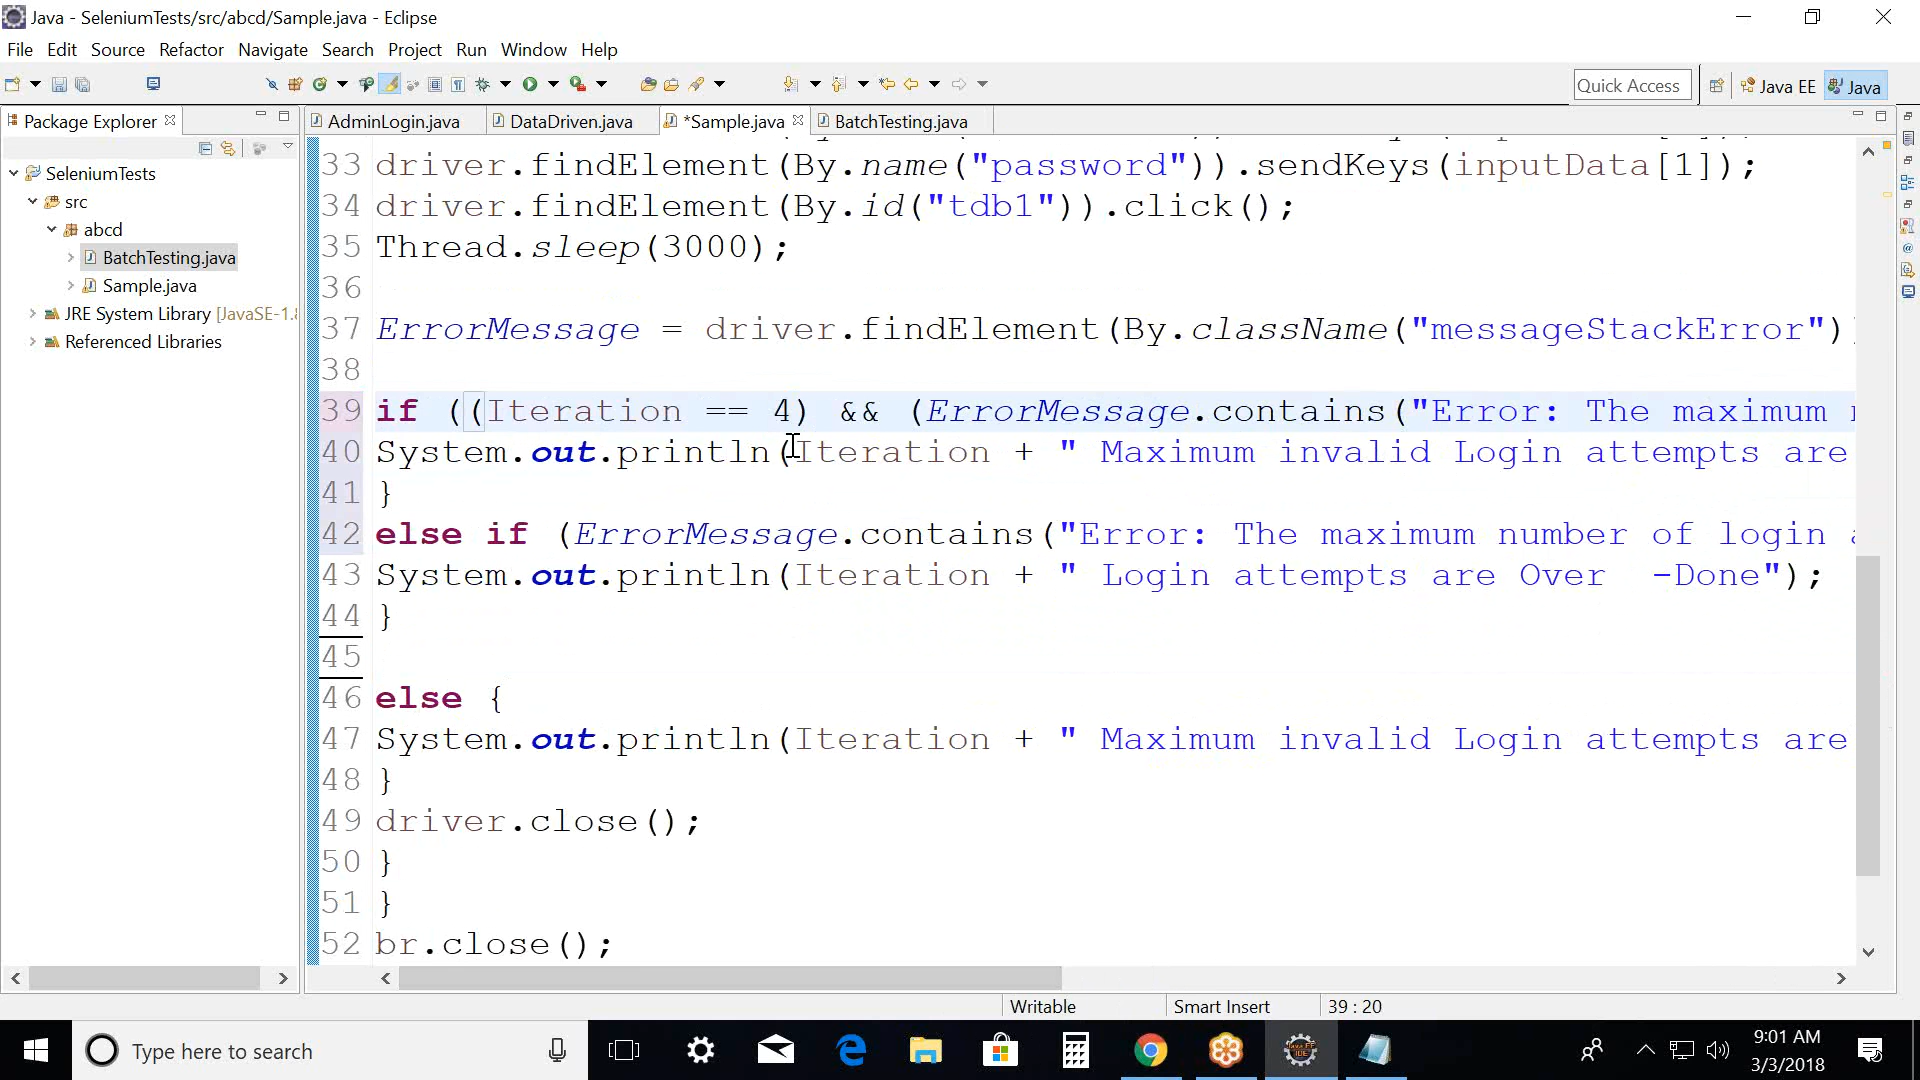 Java - SeleniumTests/src/abcd/Sample.java - Eclipse
File Edit Source Refactor Navigate Search Project Run Window Help
Quick Access Java EE Java
Package Explorer
AdminLogin.java DataDriven.java *Sample.java BatchTesting.java
SeleniumTests
src
abcd
BatchTesting.java
Sample.java
JRE System Library [JavaSE-1.8
Referenced Libraries
33 driver.findElement(By.name("password")).sendKeys(inputData[1]);
34 driver.findElement(By.id("tdb1")).click();
35 Thread.sleep(3000);
36
37 ErrorMessage = driver.findElement(By.className("messageStackError")
38
39 if ((Iteration == 4) && (ErrorMessage.contains("Error: The maximum
40 System.out.println(Iteration + " Maximum invalid Login attempts are
41 }
42 else if (ErrorMessage.contains("Error: The maximum number of login
43 System.out.println(Iteration + " Login attempts are Over -Done");
44 }
45
46 else {
47 System.out.println(Iteration + " Maximum invalid Login attempts are
48 }
49 driver.close();
50 }
51 }
52 br.close();
Writable Smart Insert 39 : 20
Type here to search
9:01 AM
3/3/2018